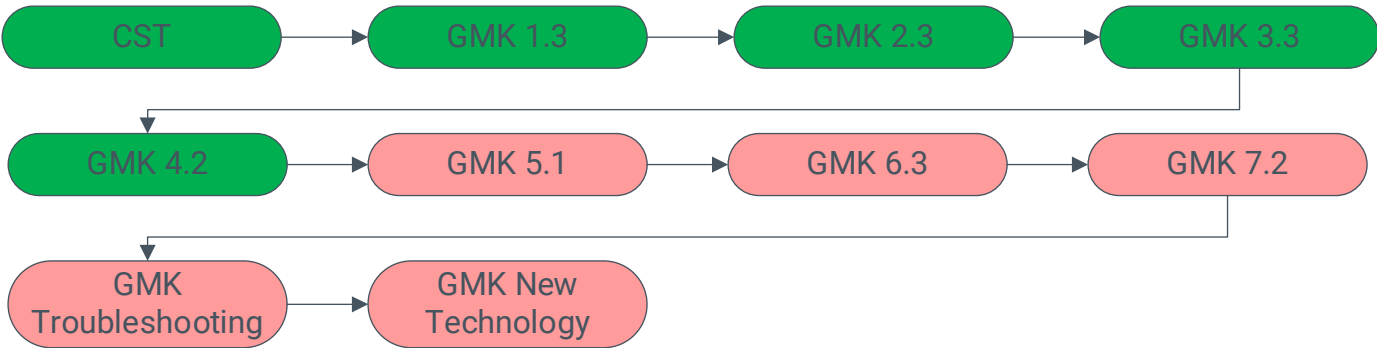 CST
GMK 1.3
GMK 2.3
GMK 3.3
GMK 4.2
GMK 5.1
GMK 6.3
GMK 7.2
GMK
Troubleshooting
GMK New
Technology